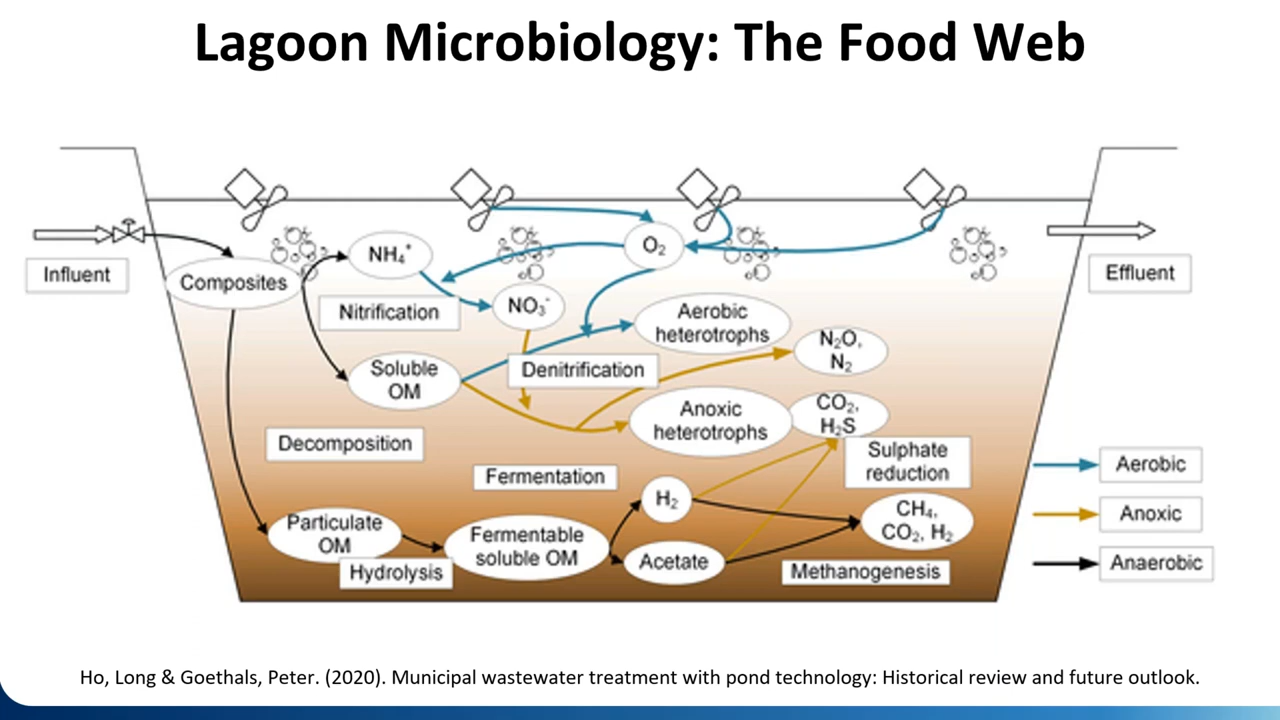 Lagoon Microbiology: The Food Web
Influent
Composites
NH₄⁺
O₂
Effluent
Nitrification
NO₃⁻
Aerobic
heterotrophs
N₂O,
N₂
Soluble
OM
Denitrification
Anoxic
heterotrophs
CO₂,
H₂S
Decomposition
Sulphate
reduction
Fermentation
H₂
CH₄,
CO₂, H₂
Particulate
OM
Fermentable
soluble OM
Acetate
Hydrolysis
Methanogenesis
Aerobic
Anoxic
Anaerobic
Ho, Long & Goethals, Peter. (2020). Municipal wastewater treatment with pond technology: Historical review and future outlook.